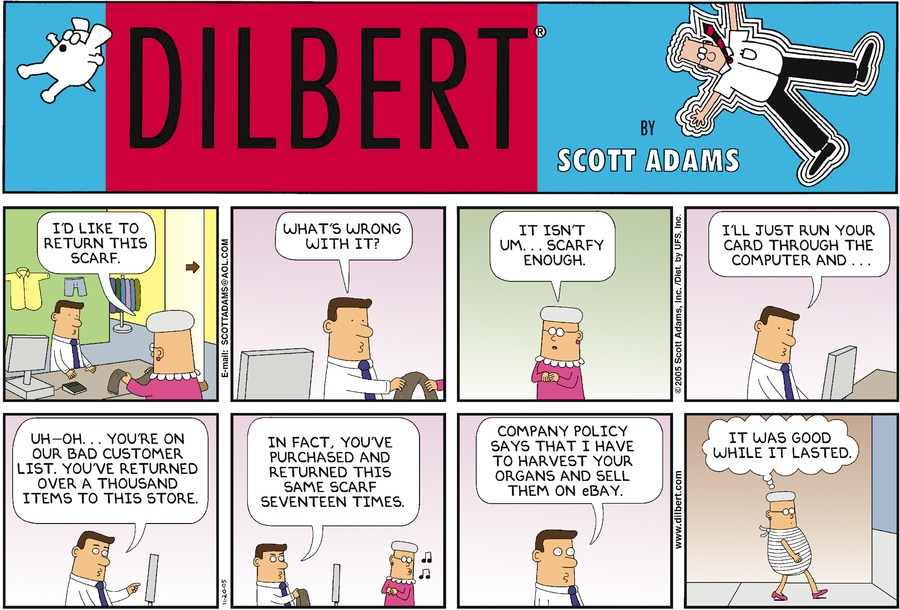 DILBERT®
BY
SCOTT ADAMS
I'D LIKE TO
RETURN THIS
SCARF.
E-mail: SCOTTADAMS@AOL.COM
WHAT'S WRONG
WITH IT?
IT ISN'T
UM... SCARFY
ENOUGH.
© 2005 Scott Adams, Inc./Dist. by UFS, Inc.
I'LL JUST RUN YOUR
CARD THROUGH THE
COMPUTER AND...
UH-OH... YOU'RE ON
OUR BAD CUSTOMER
LIST. YOU'VE RETURNED
OVER A THOUSAND
ITEMS TO THIS STORE.
11-20-05
IN FACT, YOU'VE
PURCHASED AND
RETURNED THIS
SAME SCARF
SEVENTEEN TIMES.
COMPANY POLICY
SAYS THAT I HAVE
TO HARVEST YOUR
ORGANS AND SELL
THEM ON eBAY.
www.dilbert.com
IT WAS GOOD
WHILE IT LASTED.